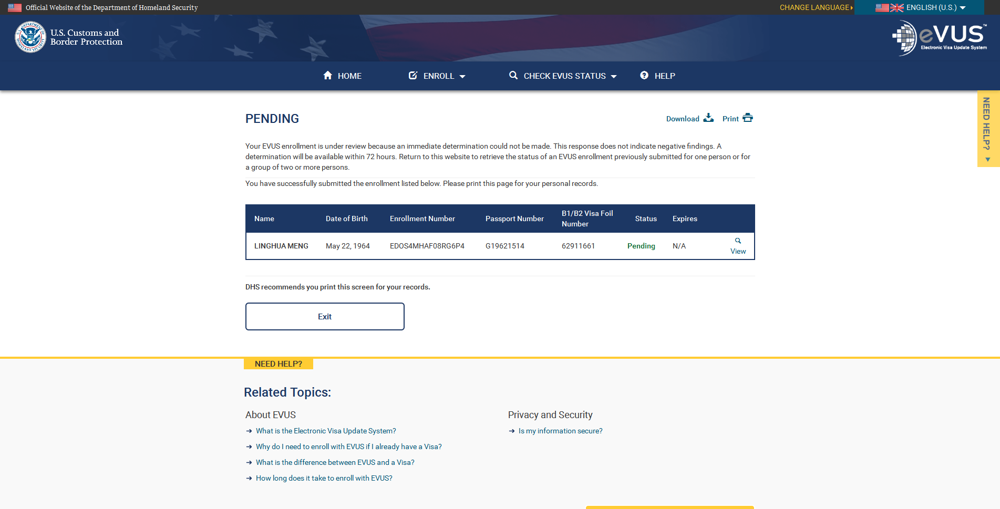 Official Website of the Department of Homeland Security
CHANGE LANGUAGE
ENGLISH (U.S.)
U.S. Customs and
Border Protection
eVUS™
Electronic Visa Update System
HOME
ENROLL
CHECK EVUS STATUS
HELP
NEED HELP?
PENDING
Download
Print
Your EVUS enrollment is under review because an immediate determination could not be made. This response does not indicate negative findings. A
determination will be available within 72 hours. Return to this website to retrieve the status of an EVUS enrollment previously submitted for one person or for
a group of two or more persons.
You have successfully submitted the enrollment listed below. Please print this page for your personal records.
Name Date of Birth Enrollment Number Passport Number B1/B2 Visa Foil Number Status Expires
LINGHUA MENG May 22, 1964 EDOS4MHAF08RG6P4 G19621514 62911661 Pending N/A View
DHS recommends you print this screen for your records.
Exit
NEED HELP?
Related Topics:
About EVUS
What is the Electronic Visa Update System?
Why do I need to enroll with EVUS if I already have a Visa?
What is the difference between EVUS and a Visa?
How long does it take to enroll with EVUS?
Privacy and Security
Is my information secure?